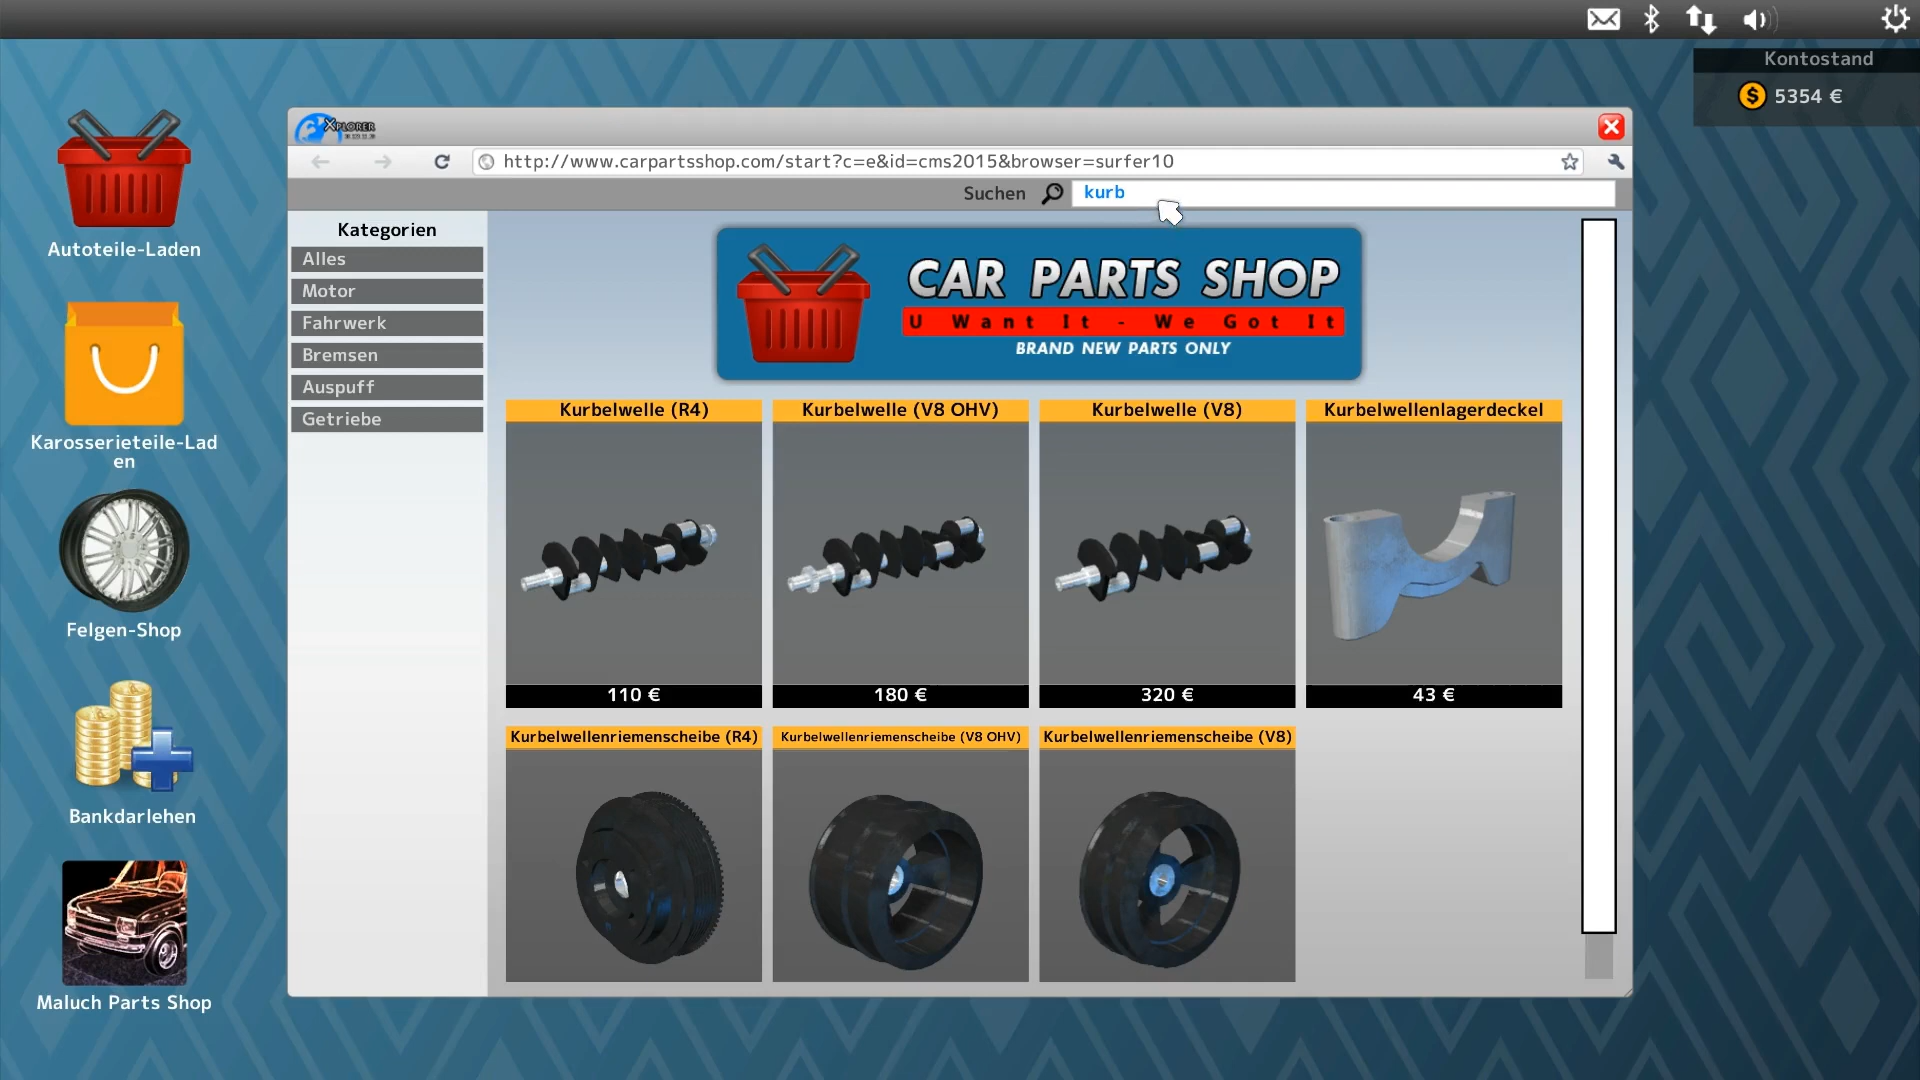 Kontostand
5354 €
XPLORER
http://www.carpartsshop.com/start?c=e&id=cms2015&browser=surfer10
Suchen
kurb
Kategorien
Alles
Motor
Fahrwerk
Bremsen
Auspuff
Getriebe
CAR PARTS SHOP
U Want It - We Got It
BRAND NEW PARTS ONLY
Kurbelwelle (R4)
Kurbelwelle (V8 OHV)
Kurbelwelle (V8)
Kurbelwellenlagerdeckel
110 €
180 €
320 €
43 €
Kurbelwellenriemenscheibe (R4)
Kurbelwellenriemenscheibe (V8 OHV)
Kurbelwellenriemenscheibe (V8)
Autoteile-Laden
Karosserieteile-Lad
en
Felgen-Shop
Bankdarlehen
Maluch Parts Shop